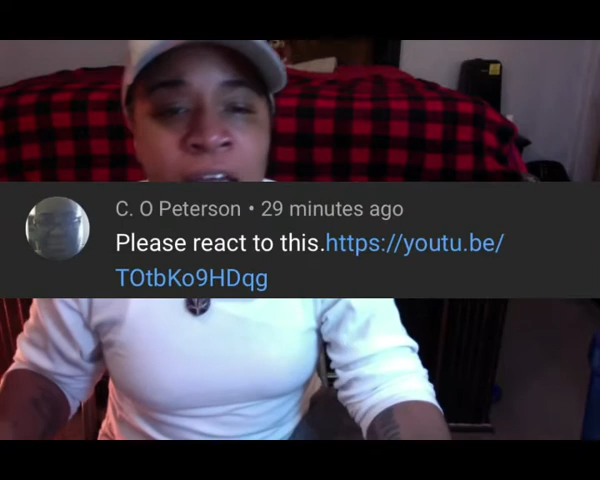 C. O Peterson • 29 minutes ago
Please react to this.https://youtu.be/
TOtbKo9HDqg